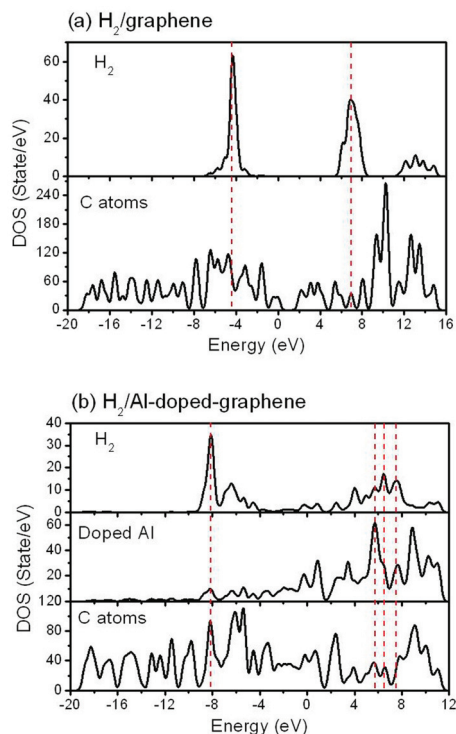 (a) H₂/graphene
H₂
60
40
20
0
C atoms
240
180
120
60
0
DOS (State/eV)
-20 -16 -12 -8 -4 0 4 8 12 16
Energy (eV)
(b) H₂/Al-doped-graphene
H₂
40
30
20
10
0
Doped Al
60
40
20
120
C atoms
80
40
0
DOS (State/eV)
-20 -16 -12 -8 -4 0 4 8 12
Energy (eV)